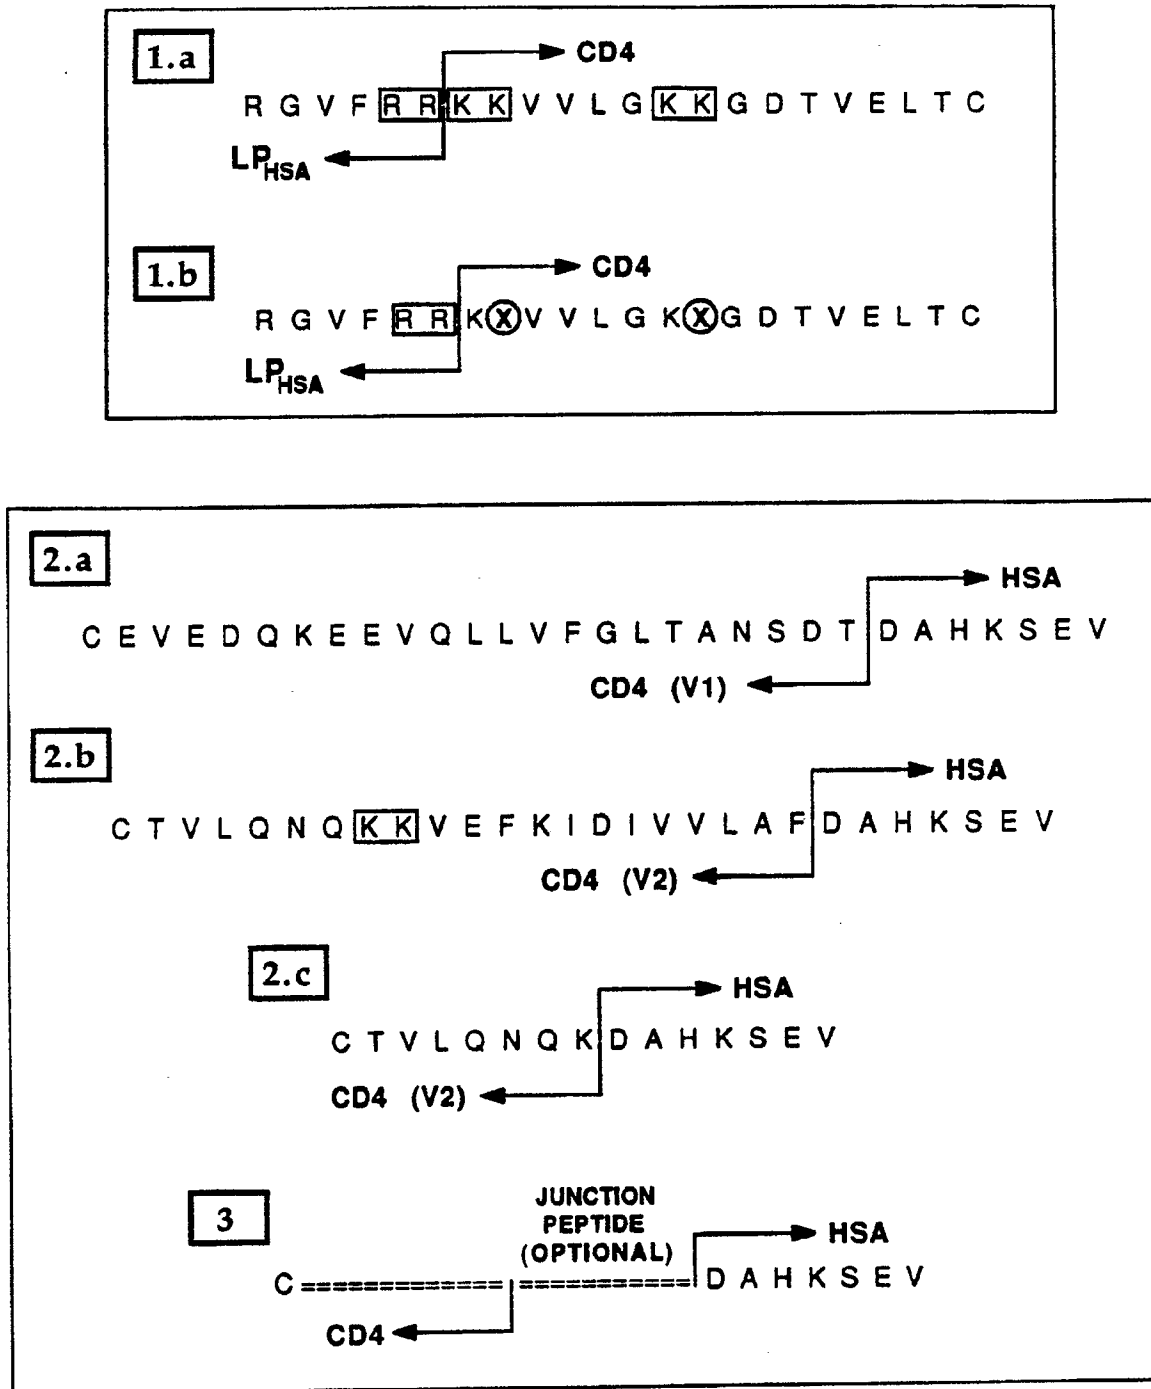 1.a
CD4
R G V F R R K K V V L G K K G D T V E L T C
LPHSA
1.b
CD4
R G V F R R K X V V L G K X G D T V E L T C
LPHSA
2.a
HSA
C E V E D Q K E E V Q L L V F G L T A N S D T D A H K S E V
CD4 (V1)
2.b
HSA
C T V L Q N Q K K V E F K I D I V V L A F D A H K S E V
CD4 (V2)
2.c
HSA
C T V L Q N Q K D A H K S E V
CD4 (V2)
3
JUNCTION
PEPTIDE
(OPTIONAL)
HSA
C ============= =========== D A H K S E V
CD4